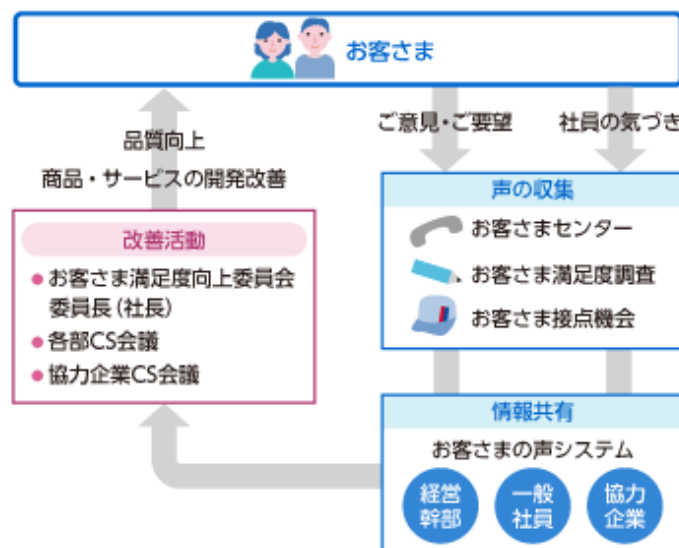 お客さま
ご意見・ご要望
社員の気づき
声の収集
お客さまセンター
お客さま満足度調査
お客さま接点機会
情報共有
お客さまの声システム
経営
幹部
一般
社員
協力
企業
品質向上
商品・サービスの開発改善
改善活動
●お客さま満足度向上委員会
委員長（社長）
●各部CS会議
●協力企業CS会議